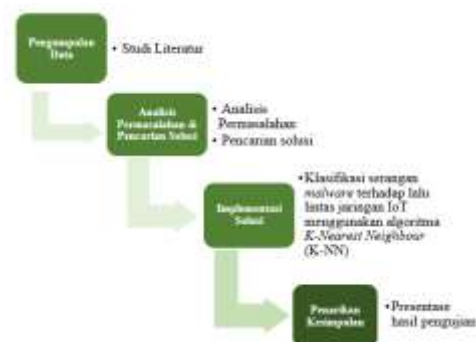 Pengumpulan
Data
• Studi Literatur
Analisis
Permasalahan &
Pencarian Solusi
• Analisis
Permasalahan
• Pencarian solusi
Implementasi
Solusi
•Klasifikasi serangan
malware terhadap lalu
lintas jaringan IoT
menggunakan algoritma
K-Nearest Neighbour
(K-NN)
Penarikan
Kesimpulan
•Presentase
hasil pengujian